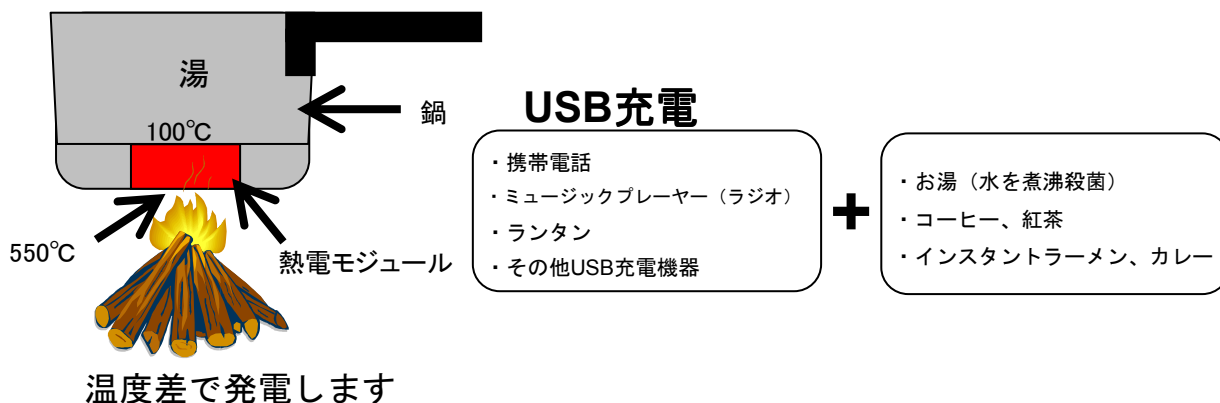 湯
100℃
鍋
550℃
熱電モジュール
温度差で発電します
USB充電
・携帯電話
・ミュージックプレーヤー（ラジオ）
・ランタン
・その他USB充電機器
+
・お湯（水を煮沸殺菌）
・コーヒー、紅茶
・インスタントラーメン、カレー